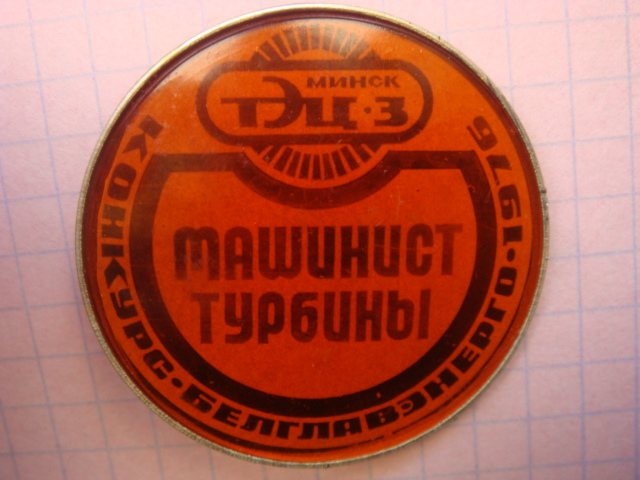 МИНСК
ТЭЦ·3
МАШИНИСТ
ТУРБИНЫ
КОНКУРС·БЕЛГЛАВЭНЕРГО·1976